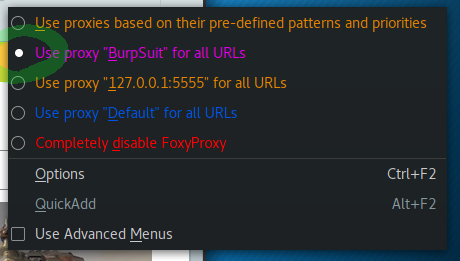 Use proxies based on their pre-defined patterns and priorities
Use proxy "BurpSuit" for all URLs
Use proxy "127.0.0.1:5555" for all URLs
Use proxy "Default" for all URLs
Completely disable FoxyProxy
Options Ctrl+F2
QuickAdd Alt+F2
Use Advanced Menus